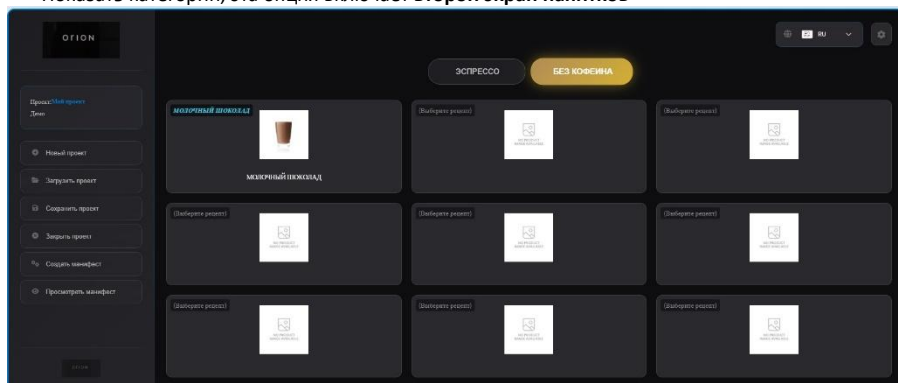 Показать категории, эта опция включает второй экран напитков
ORION
RU
ЭСПРЕССО
БЕЗ КОФЕИНА
Проект: Мой проект
Демо
Новый проект
Загрузить проект
Сохранить проект
Закрыть проект
Создать манифест
Просмотреть манифест
МОЛОЧНЫЙ ШОКОЛАД
МОЛОЧНЫЙ ШОКОЛАД
(Выберите рецепт)
(Выберите рецепт)
(Выберите рецепт)
(Выберите рецепт)
(Выберите рецепт)
(Выберите рецепт)
(Выберите рецепт)
(Выберите рецепт)
ORION